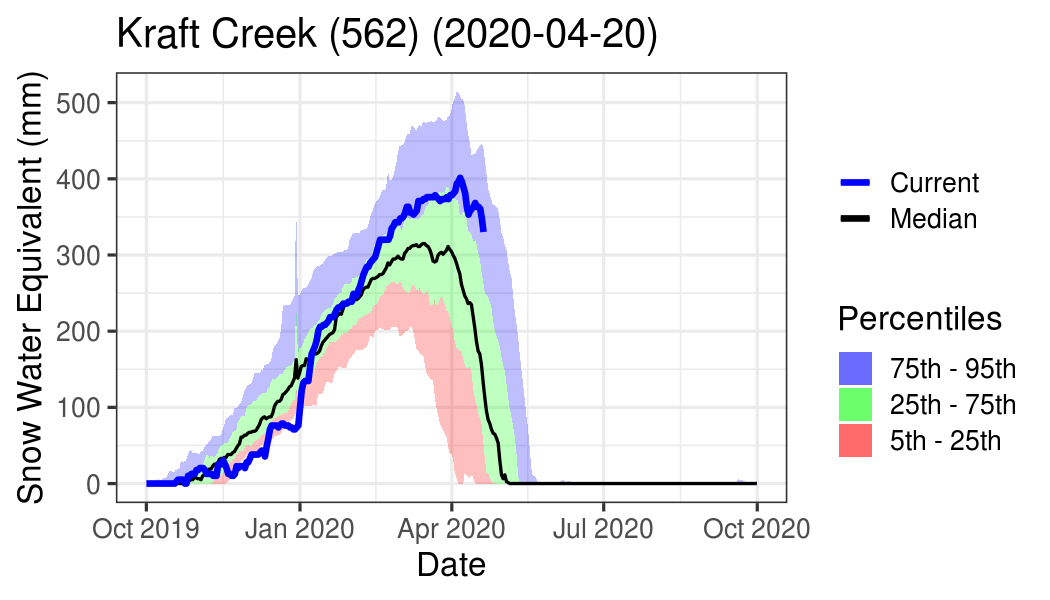 Kraft Creek (562) (2020-04-20)
Snow Water Equivalent (mm)
500
400
300
200
100
0
Oct 2019
Jan 2020
Apr 2020
Jul 2020
Oct 2020
Date
Current
Median
Percentiles
75th - 95th
25th - 75th
5th - 25th